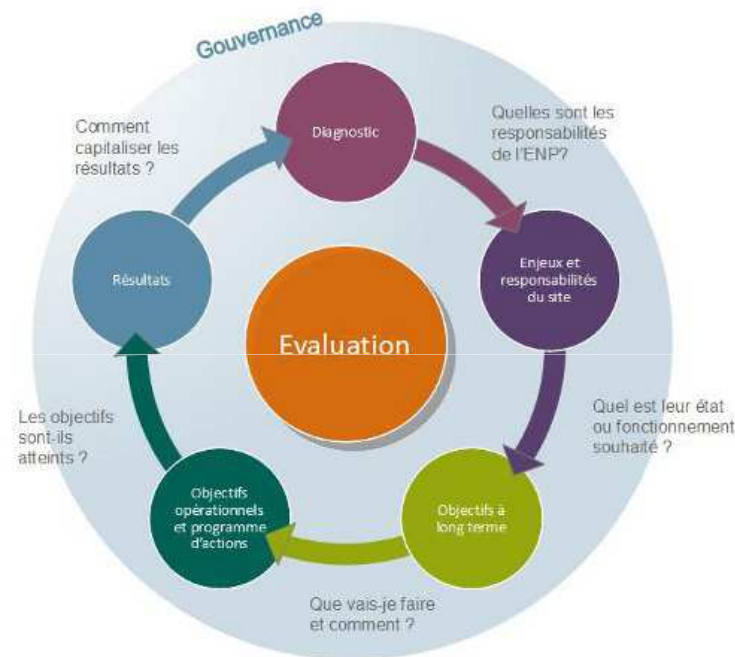 Gouvernance
Diagnostic
Quelles sont les
responsabilités
de l'ENP?
Enjeux et
responsabilités
du site
Quel est leur état
ou fonctionnement
souhaité ?
Objectifs à
long terme
Que vais-je faire
et comment ?
Objectifs
opérationnels
et programme
d'actions
Les objectifs
sont-ils
atteints ?
Résultats
Comment
capitaliser les
résultats ?
Evaluation